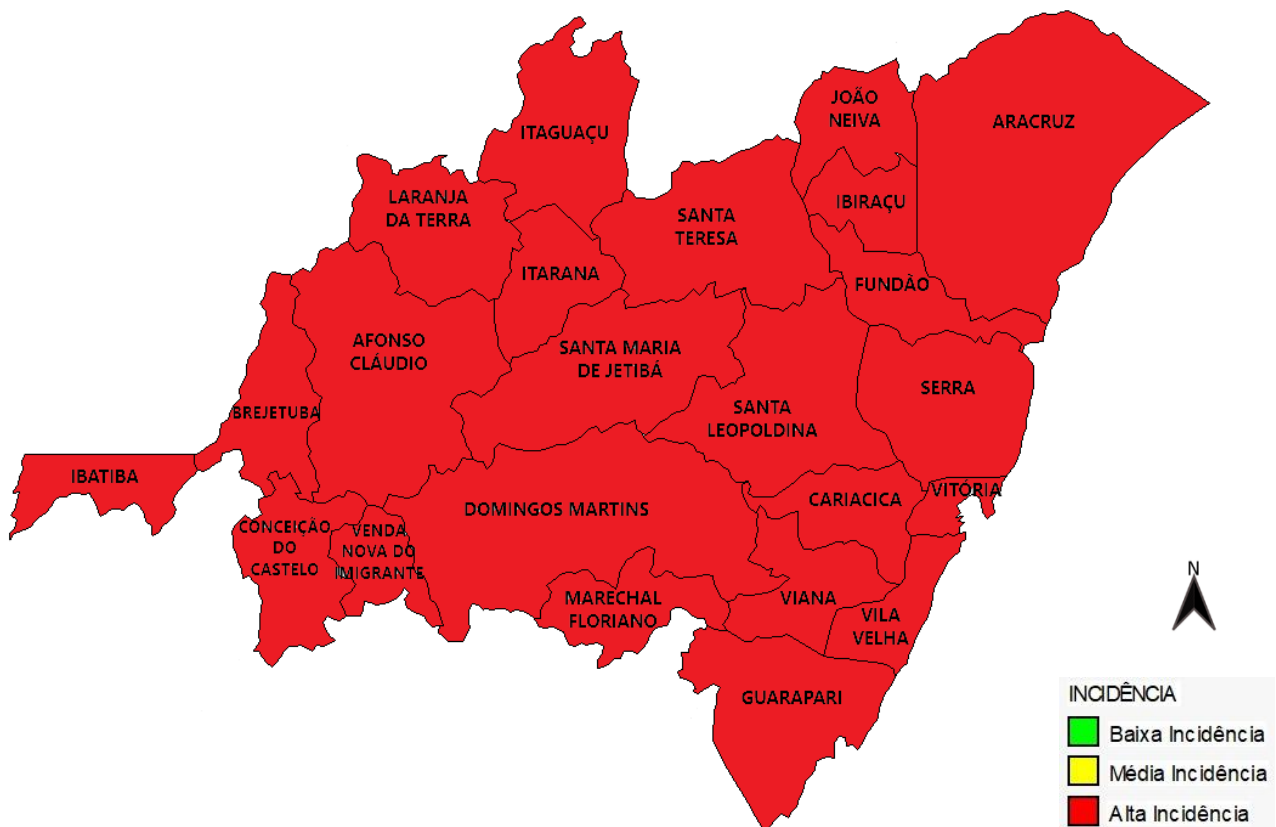 JOÃO
NEIVA
ARACRUZ
ITAGUAÇU
LARANJA
DA TERRA
IBIRAÇU
SANTA
TERESA
ITARANA
FUNDÃO
AFONSO
CLÁUDIO
SANTA MARIA
DE JETIBÁ
SERRA
BREJETUBA
SANTA
LEOPOLDINA
IBATIBA
VITÓRIA
CARIACICA
DOMINGOS MARTINS
CONCEIÇÃO
DO
CASTELO
VENDA
NOVA DO
IMIGRANTE
MARECHAL
FLORIANO
VIANA
VILA
VELHA
GUARAPARI
N
INCIDÊNCIA
Baixa Incidência
Média Incidência
Alta Incidência